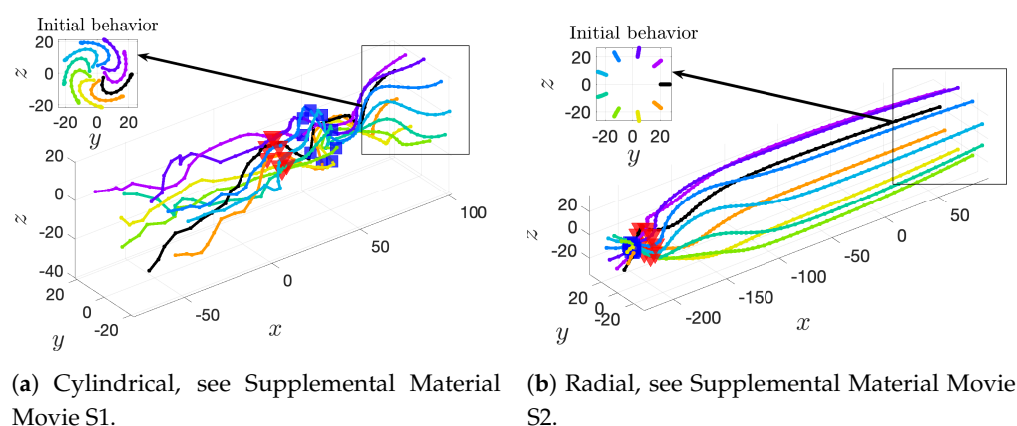 Initial behavior
20
0
-20
z
-20 0 20
y
20
0
-20
-40
z
20
0
-20
y
-50
0
50
100
x
Initial behavior
20
0
-20
z
-20 0 20
y
20
0
-20
z
20
0
-20
y
-200
-150
-100
-50
0
50
x
(a) Cylindrical, see Supplemental Material
Movie S1.
(b) Radial, see Supplemental Material Movie
S2.